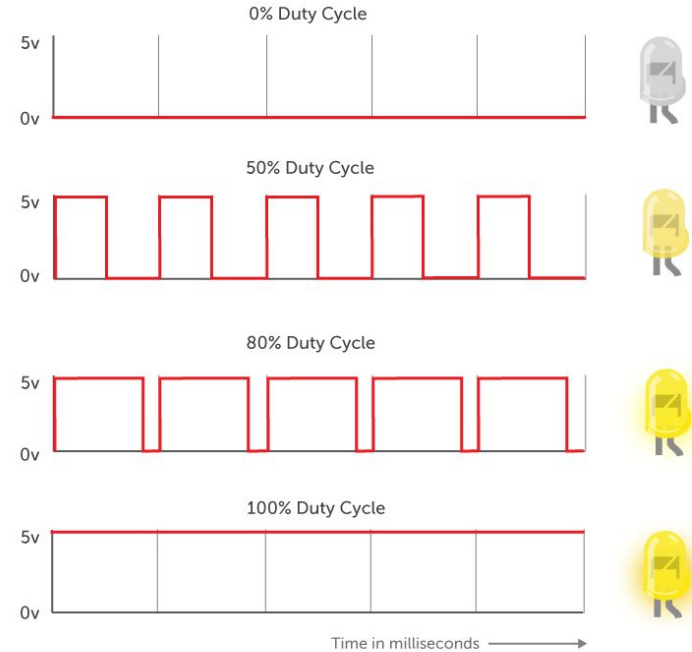 0% Duty Cycle
5v
0v
50% Duty Cycle
5v
0v
80% Duty Cycle
5v
0v
100% Duty Cycle
5v
0v
Time in milliseconds